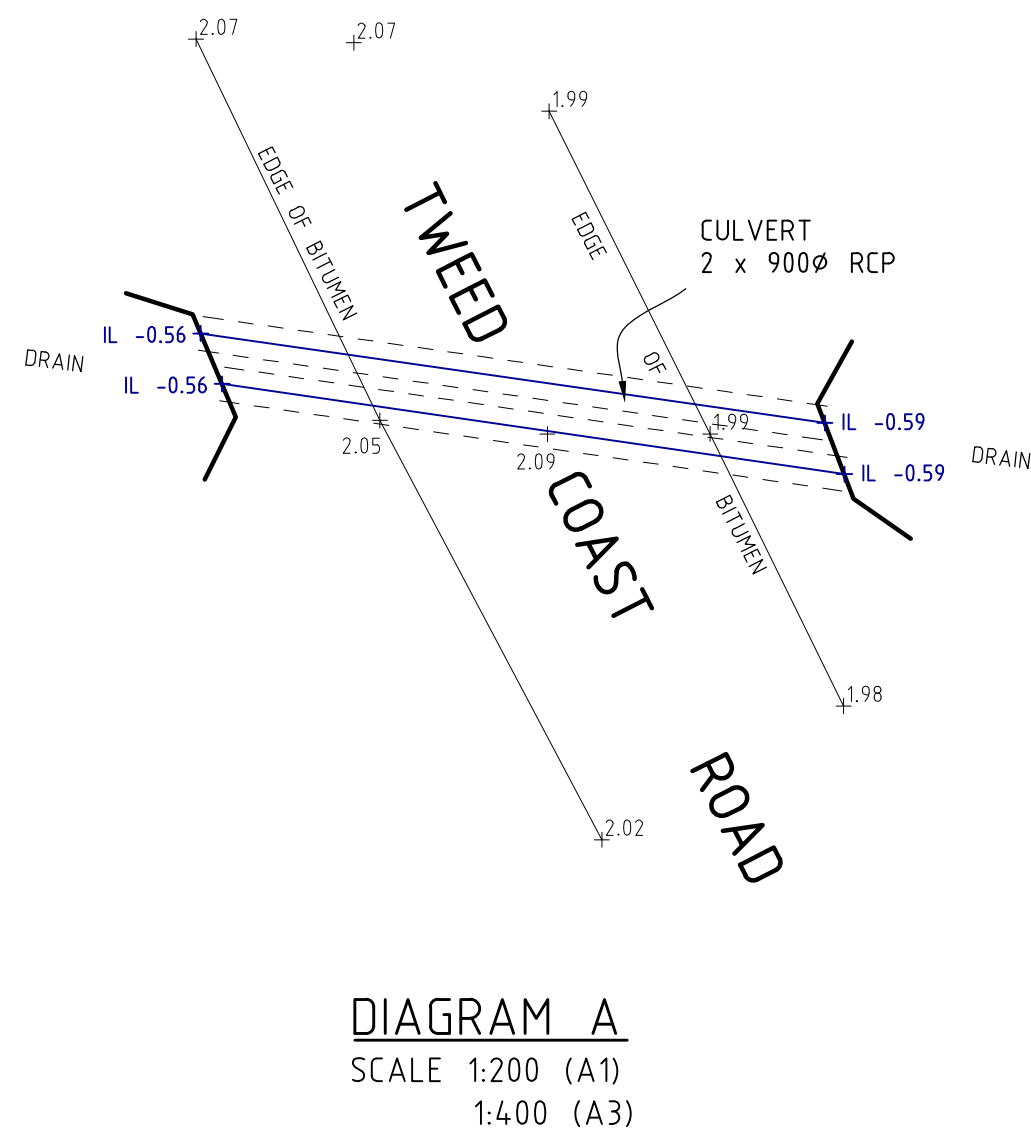 2.07
2.07
1.99
EDGE OF BITUMEN
TWEED
EDGE
CULVERT
2 x 900Ø RCP
IL -0.56
DRAIN
OF
IL -0.56
1.99
IL -0.59
2.05
2.09
DRAIN
IL -0.59
COAST
BITUMEN
1.98
ROAD
2.02
DIAGRAM A
SCALE 1:200 (A1)
1:400 (A3)